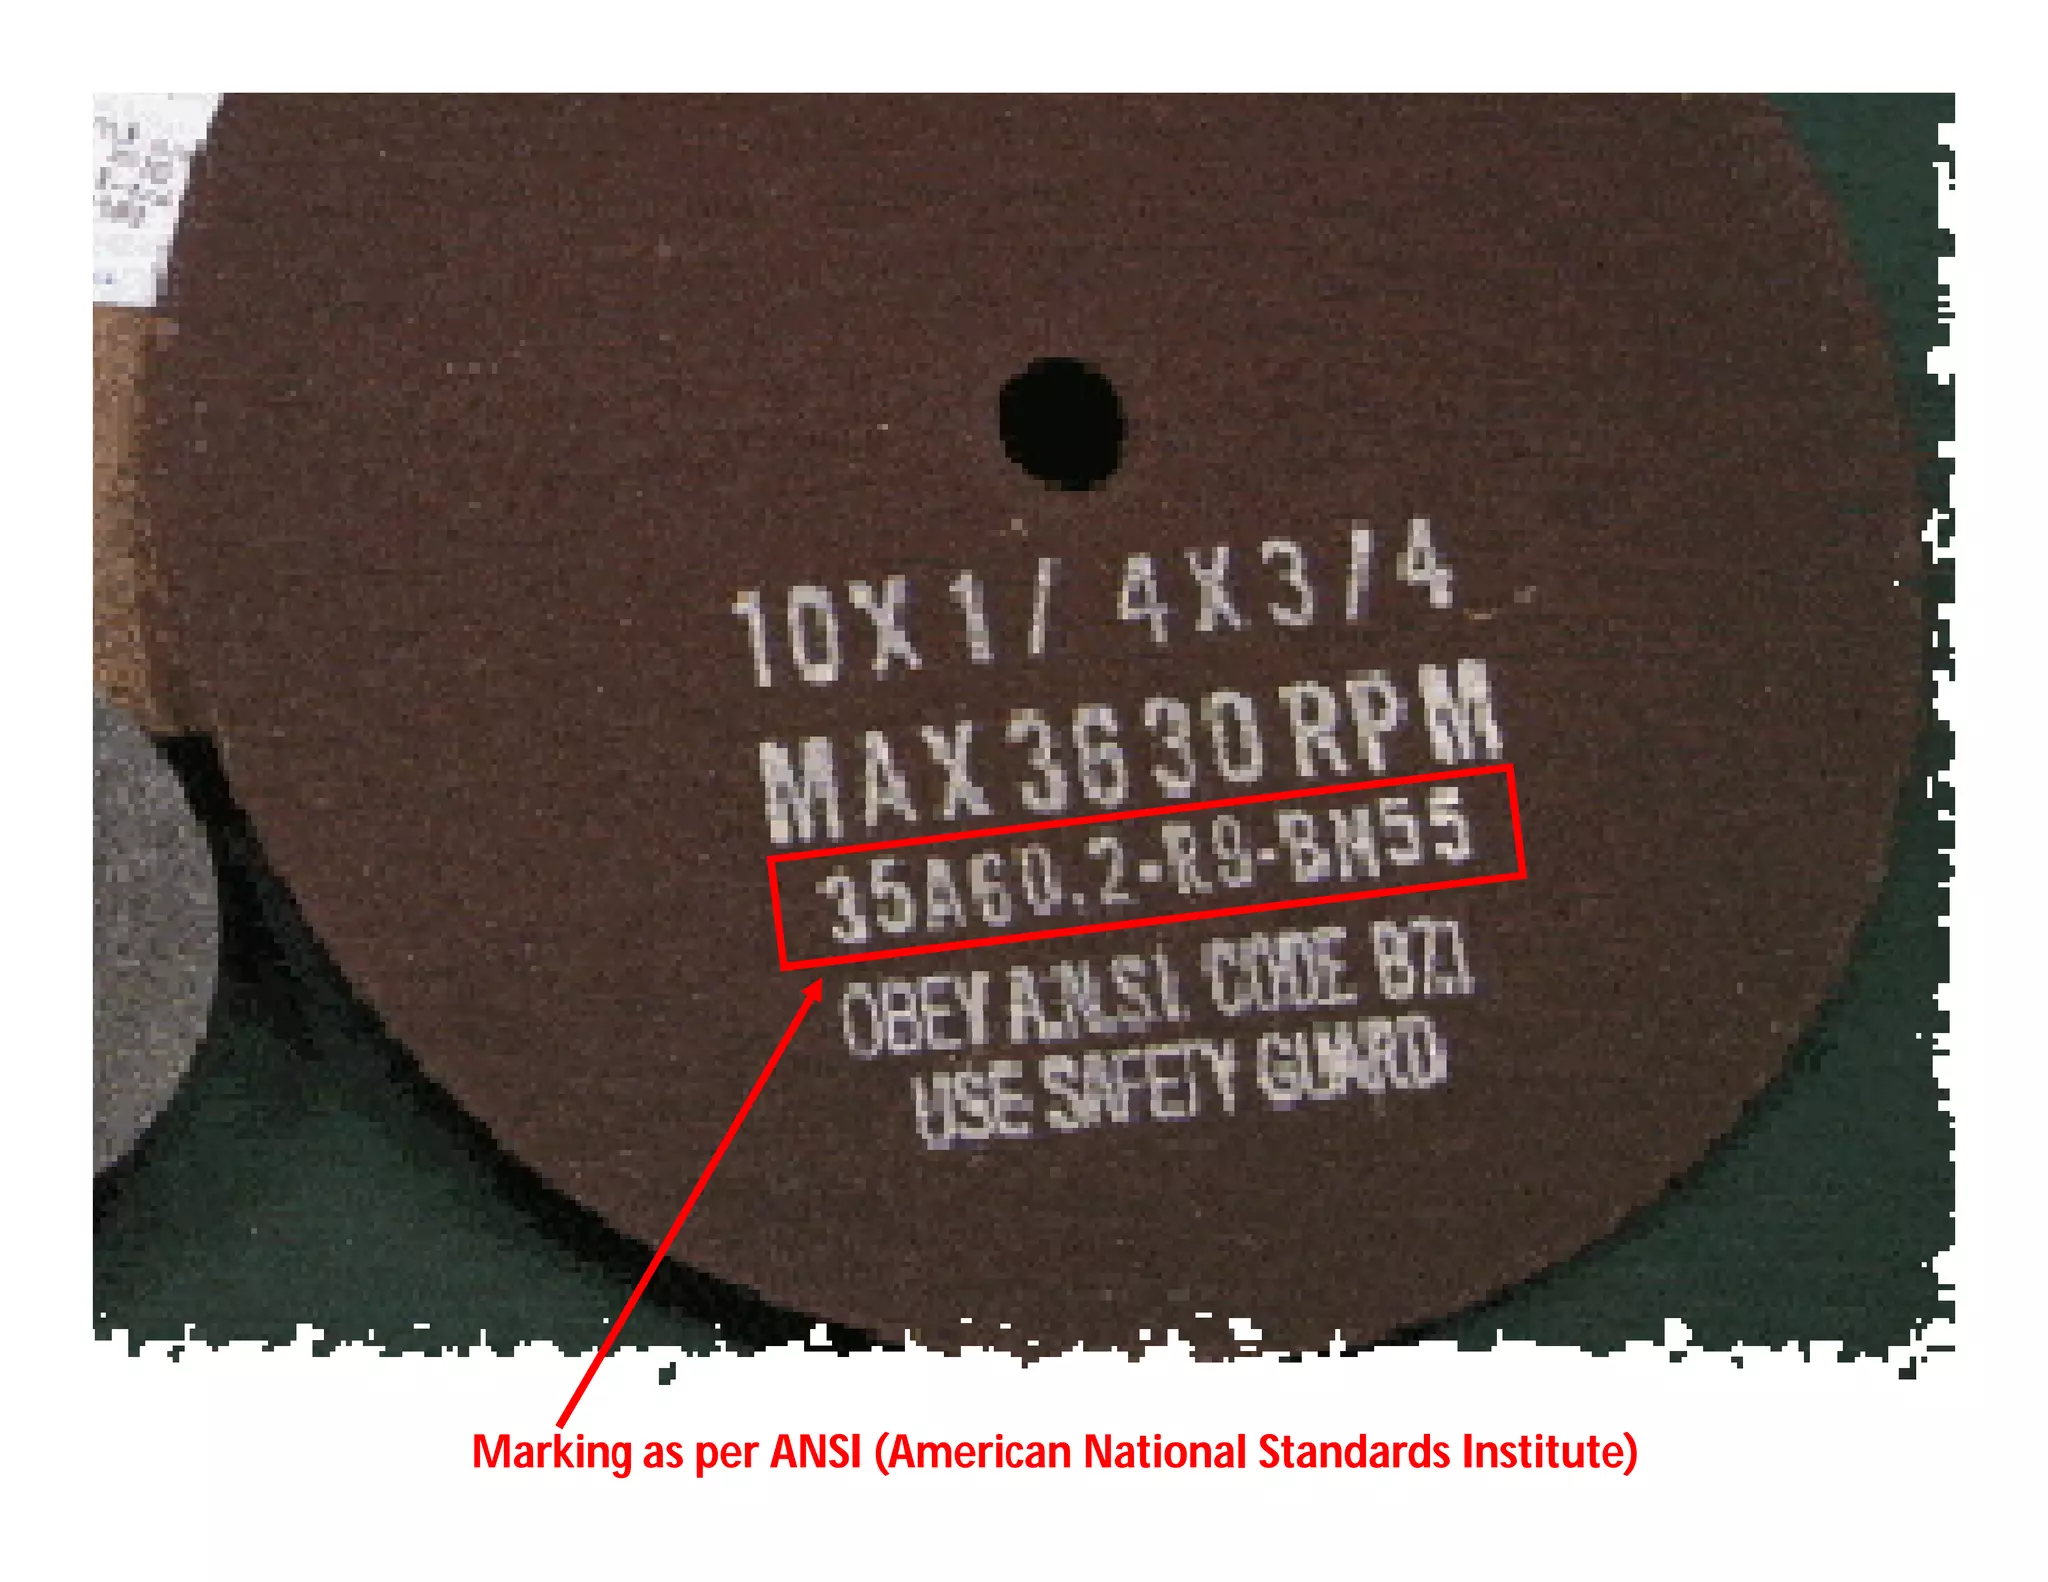 10X1/4X3/4
MAX 3630 RPM
35A60.2-R9-BN55
OBEY A.N.S.I. CODE B7.1
USE SAFETY GUARD
Marking as per ANSI (American National Standards Institute)